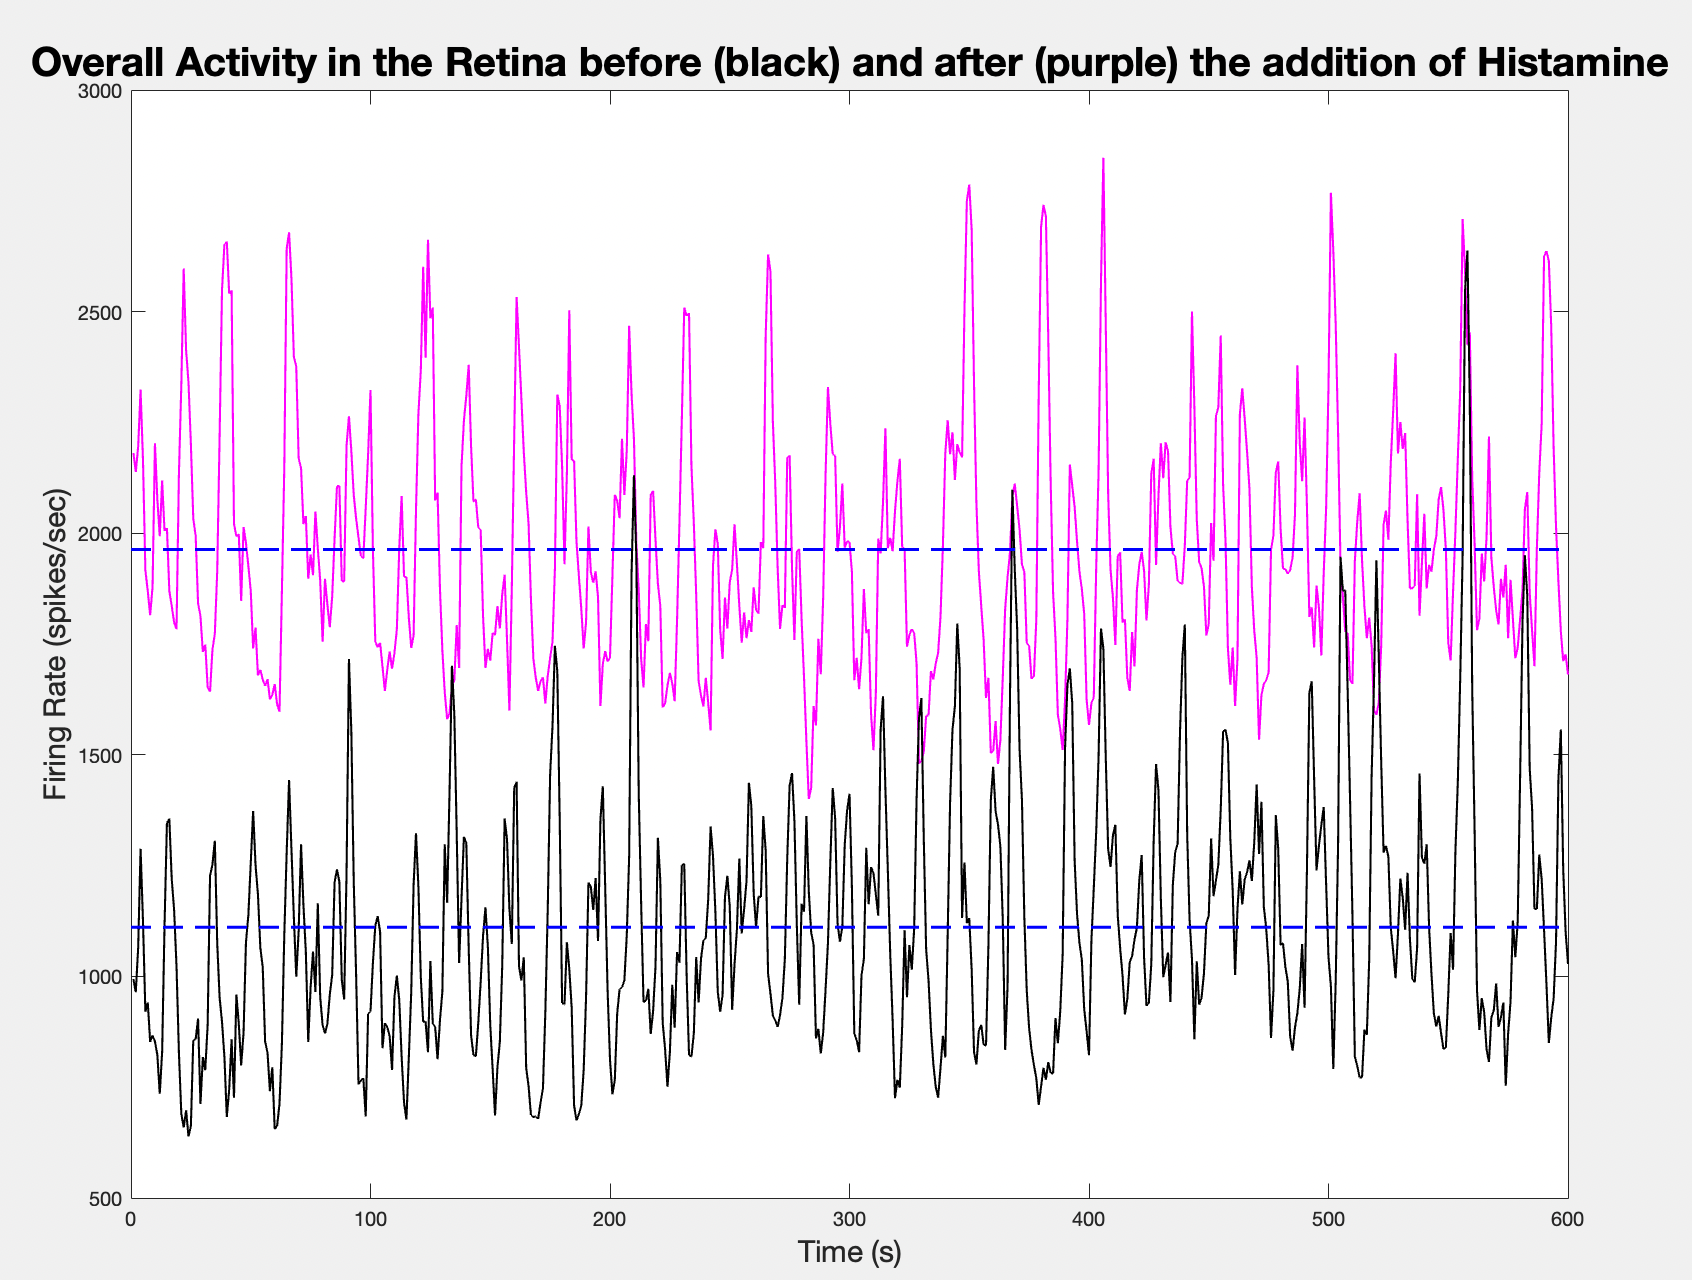 Overall Activity in the Retina before (black) and after (purple) the addition of Histamine
3000
2500
2000
1500
1000
500
Firing Rate (spikes/sec)
0 100 200 300 400 500 600
Time (s)